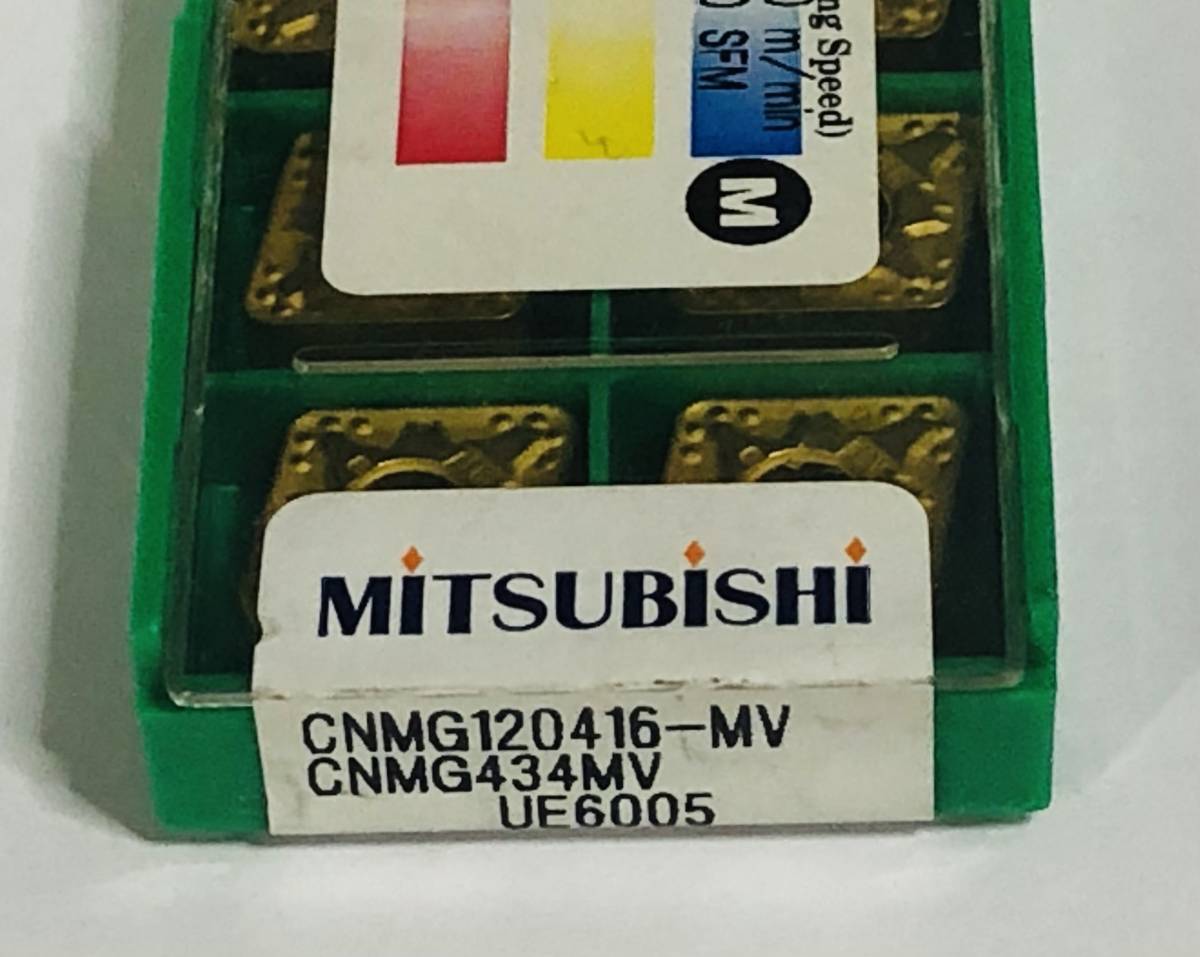 ng Speed)
m/min
SFM
M
MITSUBISHI
CNMG120416-MV
CNMG434MV
UE6005